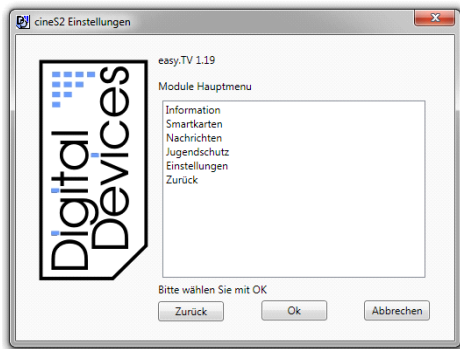 cineS2 Einstellungen
easy.TV 1.19
Module Hauptmenu
Information
Smartkarten
Nachrichten
Jugendschutz
Einstellungen
Zurück
Digital
Devices
Bitte wählen Sie mit OK
Zurück
Ok
Abbrechen